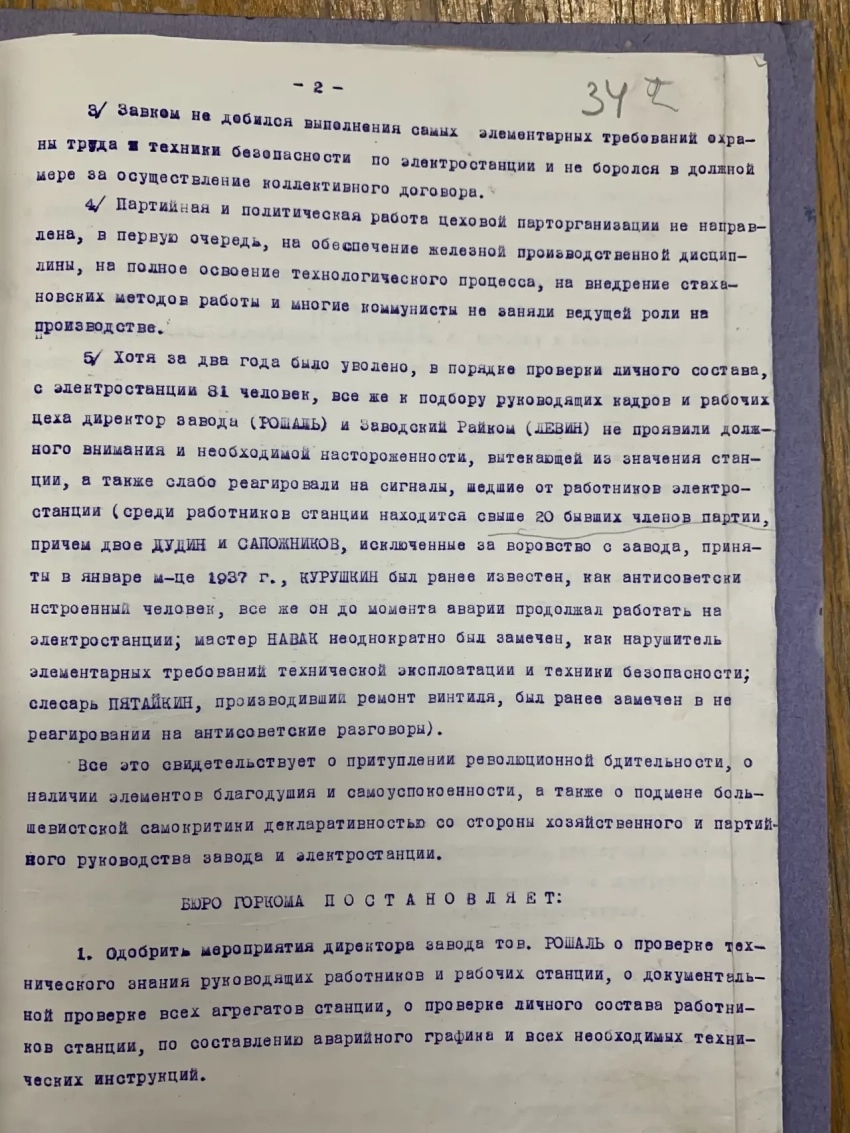 - 2 -
34
3/ Завком не добился выполнения самых элементарных требований охра-
ны труда и техники безопасности по электростанции и не боролся в должной
мере за осуществление коллективного договора.
4/ Партийная и политическая работа цеховой парторганизации не направ-
лена, в первую очередь, на обеспечение железной производственной дисцип-
лины, на полное освоение технологического процесса, на внедрение стаха-
новских методов работы и многие коммунисты не заняли ведущей роли на
производстве.
5/ Хотя за два года было уволено, в порядке проверки личного состава,
с электростанции 81 человек, все же к подбору руководящих кадров и рабочих
цеха директор завода (РОШАЛЬ) и Заводский Райком (ЛЕВИН) не проявили долж-
ного внимания и необходимой настороженности, вытекающей из значения стан-
ции, а также слабо реагировали на сигналы, шедшие от работников электро-
станции (среди работников станции находится свыше 20 бывших членов партии,
причем двое ДУДИН и САПОЖНИКОВ, исключенные за воровство с завода, приня-
ты в январе м-це 1937 г., КУРУШКИН был ранее известен, как антисоветски
нстроенный человек, все же он до момента аварии продолжал работать на
электростанции; мастер НАВАК неоднократно был замечен, как нарушитель
элементарных требований технической эксплоатации и техники безопасности;
слесарь ПЯТАЙКИН, производивший ремонт винтиля, был ранее замечен в не
реагировании на антисоветские разговоры).
Все это свидетельствует о притуплении революционной бдительности, о
наличии элементов благодушия и самоуспокоенности, а также о подмене боль-
шевистской самокритики декларативностью со стороны хозяйственного и партий-
ного руководства завода и электростанции.
БЮРО ГОРКОМА П О С Т А Н О В Л Я Е Т:
1. Одобрить мероприятия директора завода тов. РОШАЛЬ о проверке тех-
нического знания руководящих работников и рабочих станции, о документаль-
ной проверке всех агрегатов станции, о проверке личного состава работни-
ков станции, по составлению аварийного графика и всех необходимых техни-
ческих инструкций.